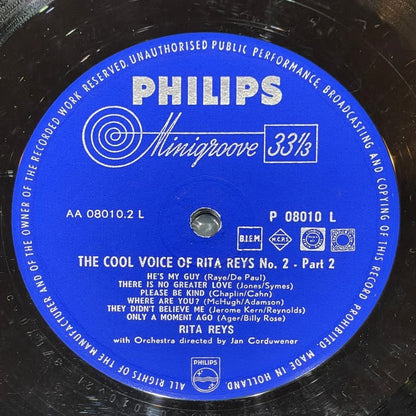 ALL RIGHTS OF THE MANUFACTURER AND OF THE OWNER OF THE RECORDED WORK RESERVED. UNAUTHORISED PUBLIC PERFORMANCE, BROADCASTING AND COPYING OF THIS RECORD PROHIBITED. MADE IN HOLLAND
PHILIPS
Minigroove 33 1/3
AA 08010.2 L
P 08010 L
B.I.E.M.
M.C.P.S.
THE COOL VOICE OF RITA REYS No. 2 - Part 2
HE'S MY GUY (Raye/De Paul)
THERE IS NO GREATER LOVE (Jones/Symes)
PLEASE BE KIND (Chaplin/Cahn)
WHERE ARE YOU? (McHugh/Adamson)
THEY DIDN'T BELIEVE ME (Jerome Kern/Reynolds)
ONLY A MOMENT AGO (Ager/Billy Rose)
RITA REYS
with Orchestra directed by Jan Corduwener
PHILIPS